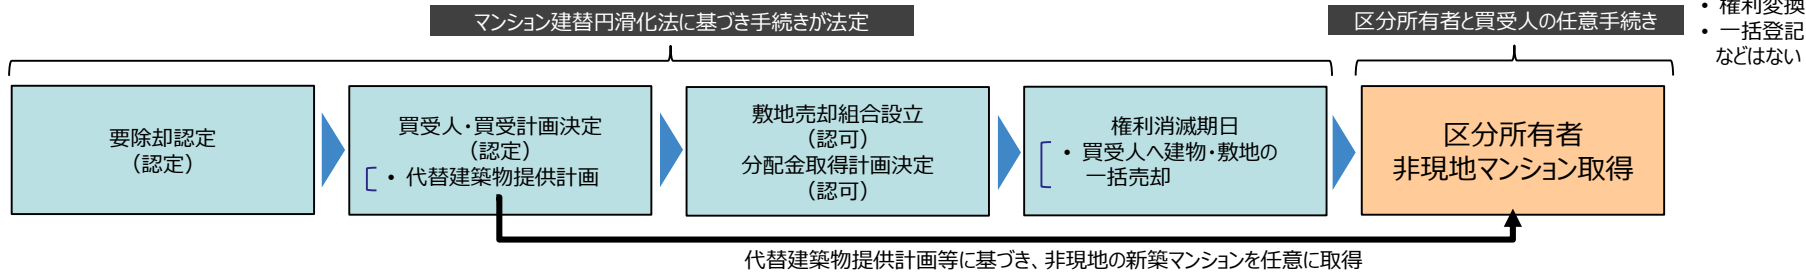 マンション建替円滑化法に基づき手続きが法定
区分所有者と買受人の任意手続き
• 権利変換
• 一括登記
などはない
要除却認定
（認定）
買受人・買受計画決定
（認定）
• 代替建築物提供計画
敷地売却組合設立
（認可）
分配金取得計画決定
（認可）
権利消滅期日
• 買受人へ建物・敷地の
一括売却
区分所有者
非現地マンション取得
代替建築物提供計画等に基づき、非現地の新築マンションを任意に取得